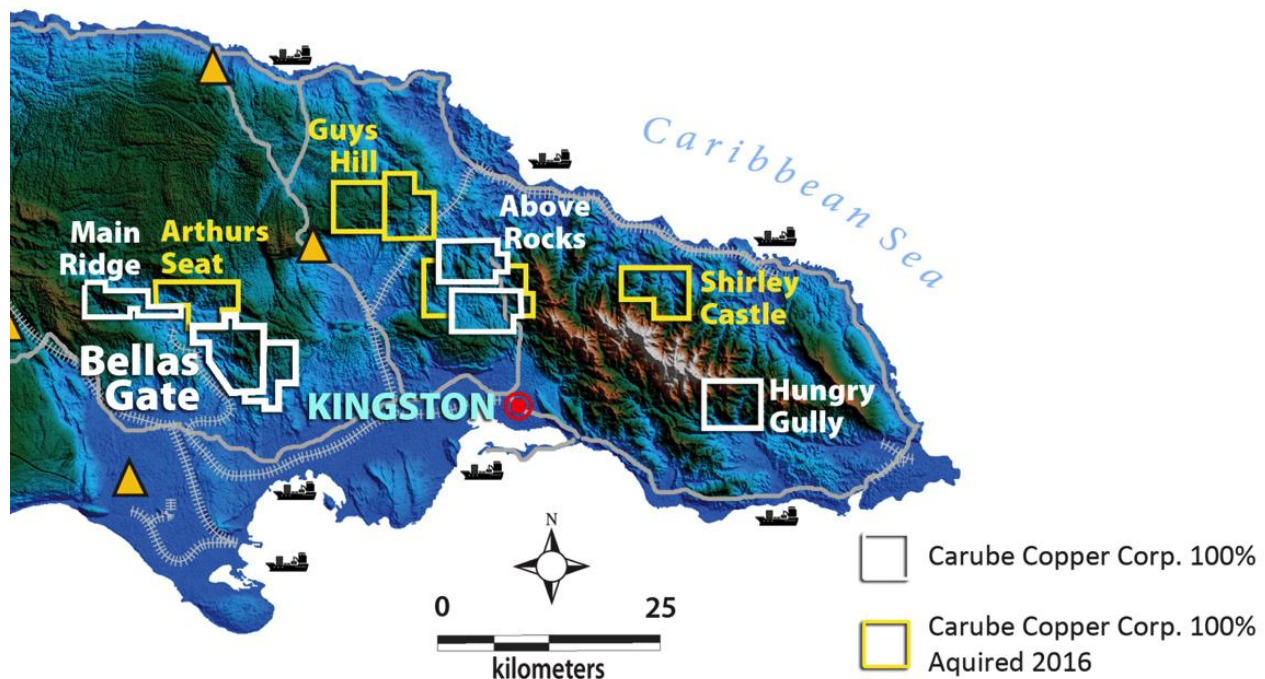 Caribbean Sea
Guys
Hill
Above
Rocks
Main
Ridge
Arthurs
Seat
Shirley
Castle
Bellas
Gate
KINGSTON
Hungry
Gully
N
0 25
kilometers
Carube Copper Corp. 100%
Carube Copper Corp. 100%
Aquired 2016